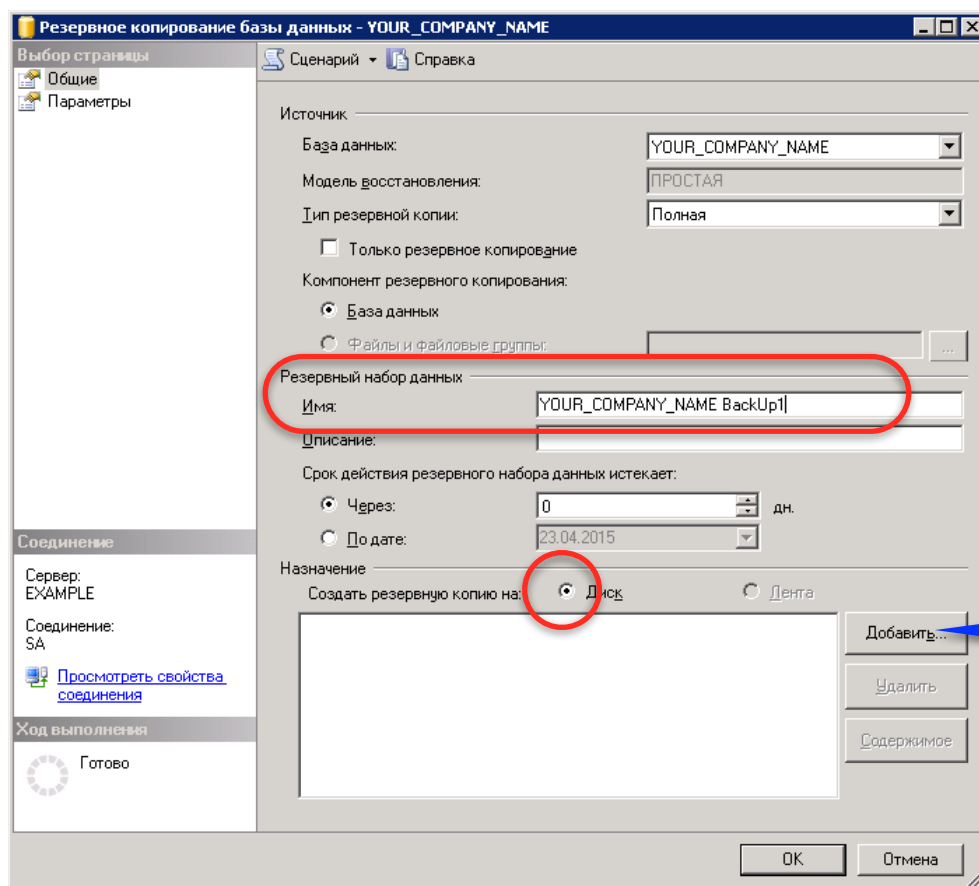 Резервное копирование базы данных - YOUR_COMPANY_NAME
Выбор страницы
Общие
Параметры
Сценарий
Справка
Источник
База данных:
YOUR_COMPANY_NAME
Модель восстановления:
ПРОСТАЯ
Тип резервной копии:
Полная
Только резервное копирование
Компонент резервного копирования:
База данных
Файлы и файловые группы:
...
Резервный набор данных
Имя:
YOUR_COMPANY_NAME BackUp1
Описание:
Срок действия резервного набора данных истекает:
Через:
0
дн.
По дате:
23.04.2015
Назначение
Создать резервную копию на:
Диск
Лента
Добавить...
Удалить
Содержимое
Соединение
Сервер:
EXAMPLE
Соединение:
SA
Просмотреть свойства
соединения
Ход выполнения
Готово
OK
Отмена